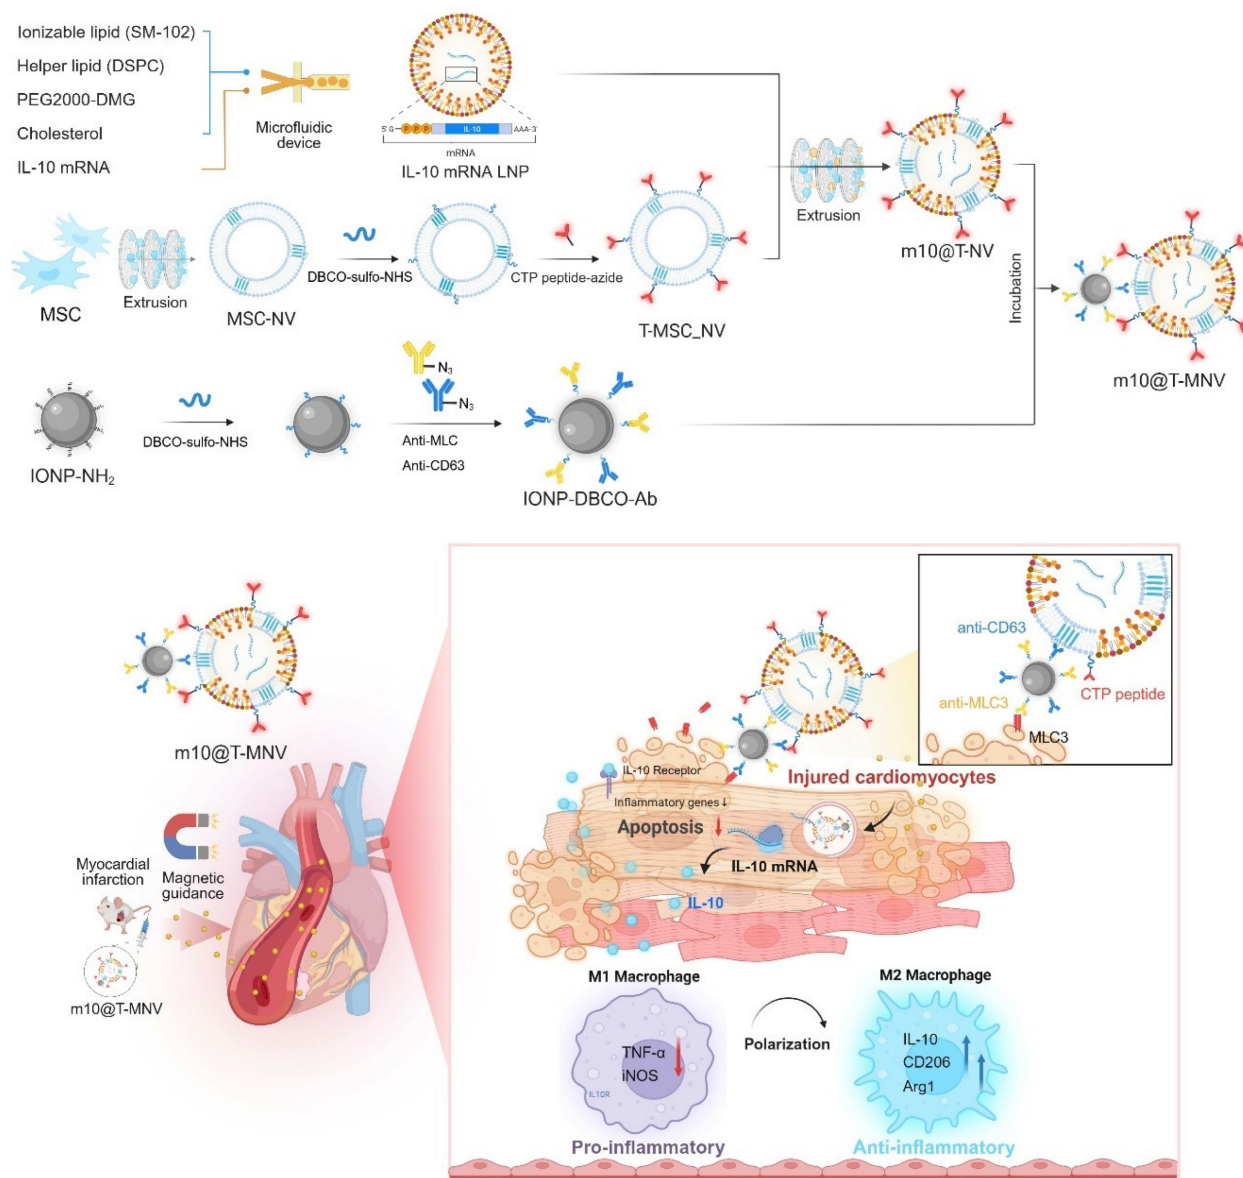 Ionizable lipid (SM-102)
Helper lipid (DSPC)
PEG2000-DMG
Cholesterol
IL-10 mRNA
Microfluidic
device
5' G
P P P
IL-10
AAA-3'
mRNA
IL-10 mRNA LNP
Extrusion
m10@T-NV
MSC
Extrusion
MSC-NV
DBCO-sulfo-NHS
CTP peptide-azide
T-MSC_NV
Incubation
m10@T-MNV
IONP-NH₂
DBCO-sulfo-NHS
N₃
N₃
Anti-MLC
Anti-CD63
IONP-DBCO-Ab
m10@T-MNV
Myocardial
infarction
Magnetic
guidance
m10@T-MNV
anti-CD63
anti-MLC3
CTP peptide
MLC3
IL-10 Receptor
Injured cardiomyocytes
Inflammatory genes↓
Apoptosis
IL-10 mRNA
IL-10
M1 Macrophage
TNF-α
iNOS
IL10R
Pro-inflammatory
Polarization
M2 Macrophage
IL-10
CD206
Arg1
Anti-inflammatory